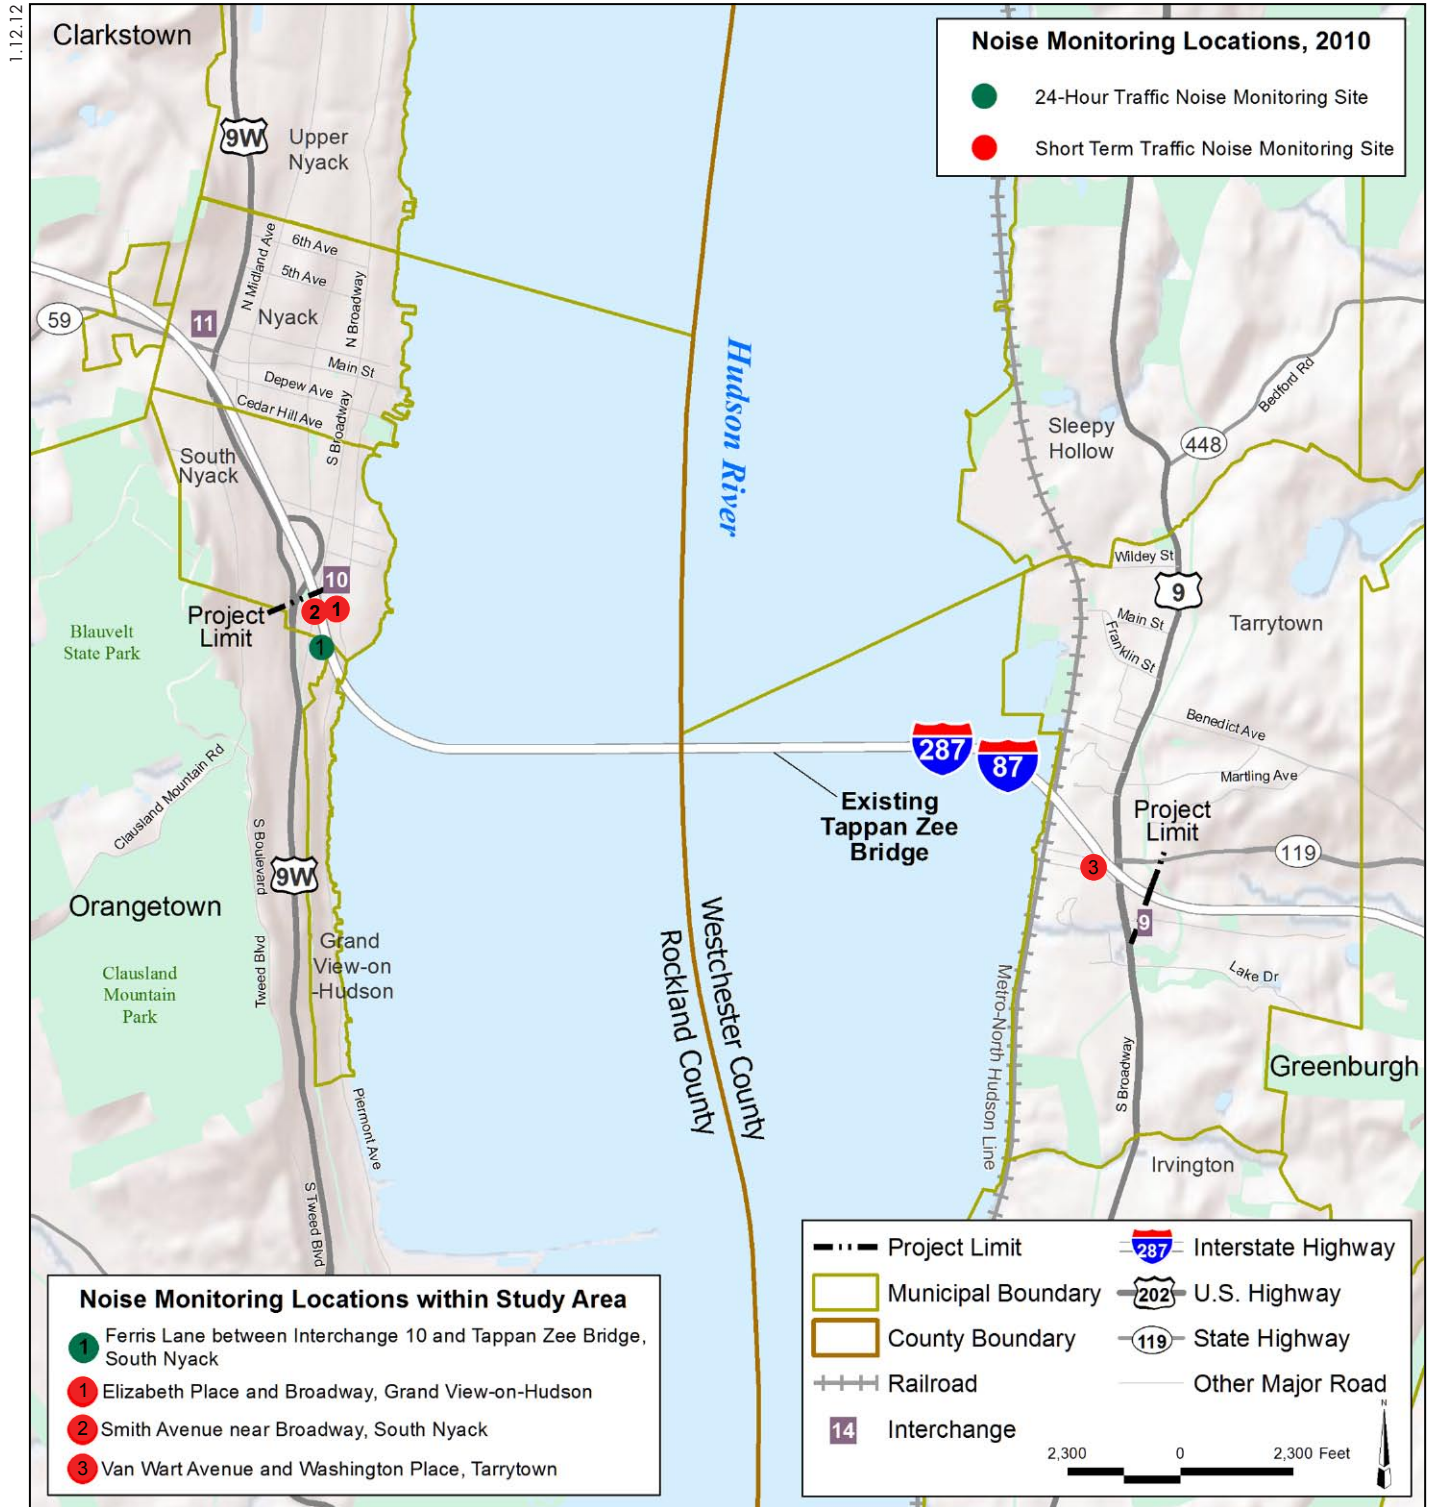 1.12.12
Clarkstown
Noise Monitoring Locations, 2010
24-Hour Traffic Noise Monitoring Site
Short Term Traffic Noise Monitoring Site
9W
Upper
Nyack
6th Ave
5th Ave
N Midland Ave
N Broadway
59
11
Nyack
Main St
Depew Ave
Cedar Hill Ave
S Broadway
Hudson River
Bedford Rd
Sleepy
Hollow
448
South
Nyack
Wildey St
9
10
2
1
Project
Limit
1
Blauvelt
State Park
Main St
Franklin St
Tarrytown
Benedict Ave
Martling Ave
287
87
Existing
Tappan Zee
Bridge
Project
Limit
119
3
9
Clausland Mountain Rd
S Boulevard
9W
Orangetown
Tweed Blvd
Grand
View-on
-Hudson
Clausland
Mountain
Park
Westchester County
Rockland County
Metro-North Hudson Line
Lake Dr
S Broadway
Greenburgh
Piermont Ave
Irvington
S Tweed Blvd
Noise Monitoring Locations within Study Area
1 Ferris Lane between Interchange 10 and Tappan Zee Bridge,
South Nyack
1 Elizabeth Place and Broadway, Grand View-on-Hudson
2 Smith Avenue near Broadway, South Nyack
3 Van Wart Avenue and Washington Place, Tarrytown
Project Limit
287 Interstate Highway
Municipal Boundary
202 U.S. Highway
County Boundary
119 State Highway
Railroad
Other Major Road
14 Interchange
N
2,300 0 2,300 Feet